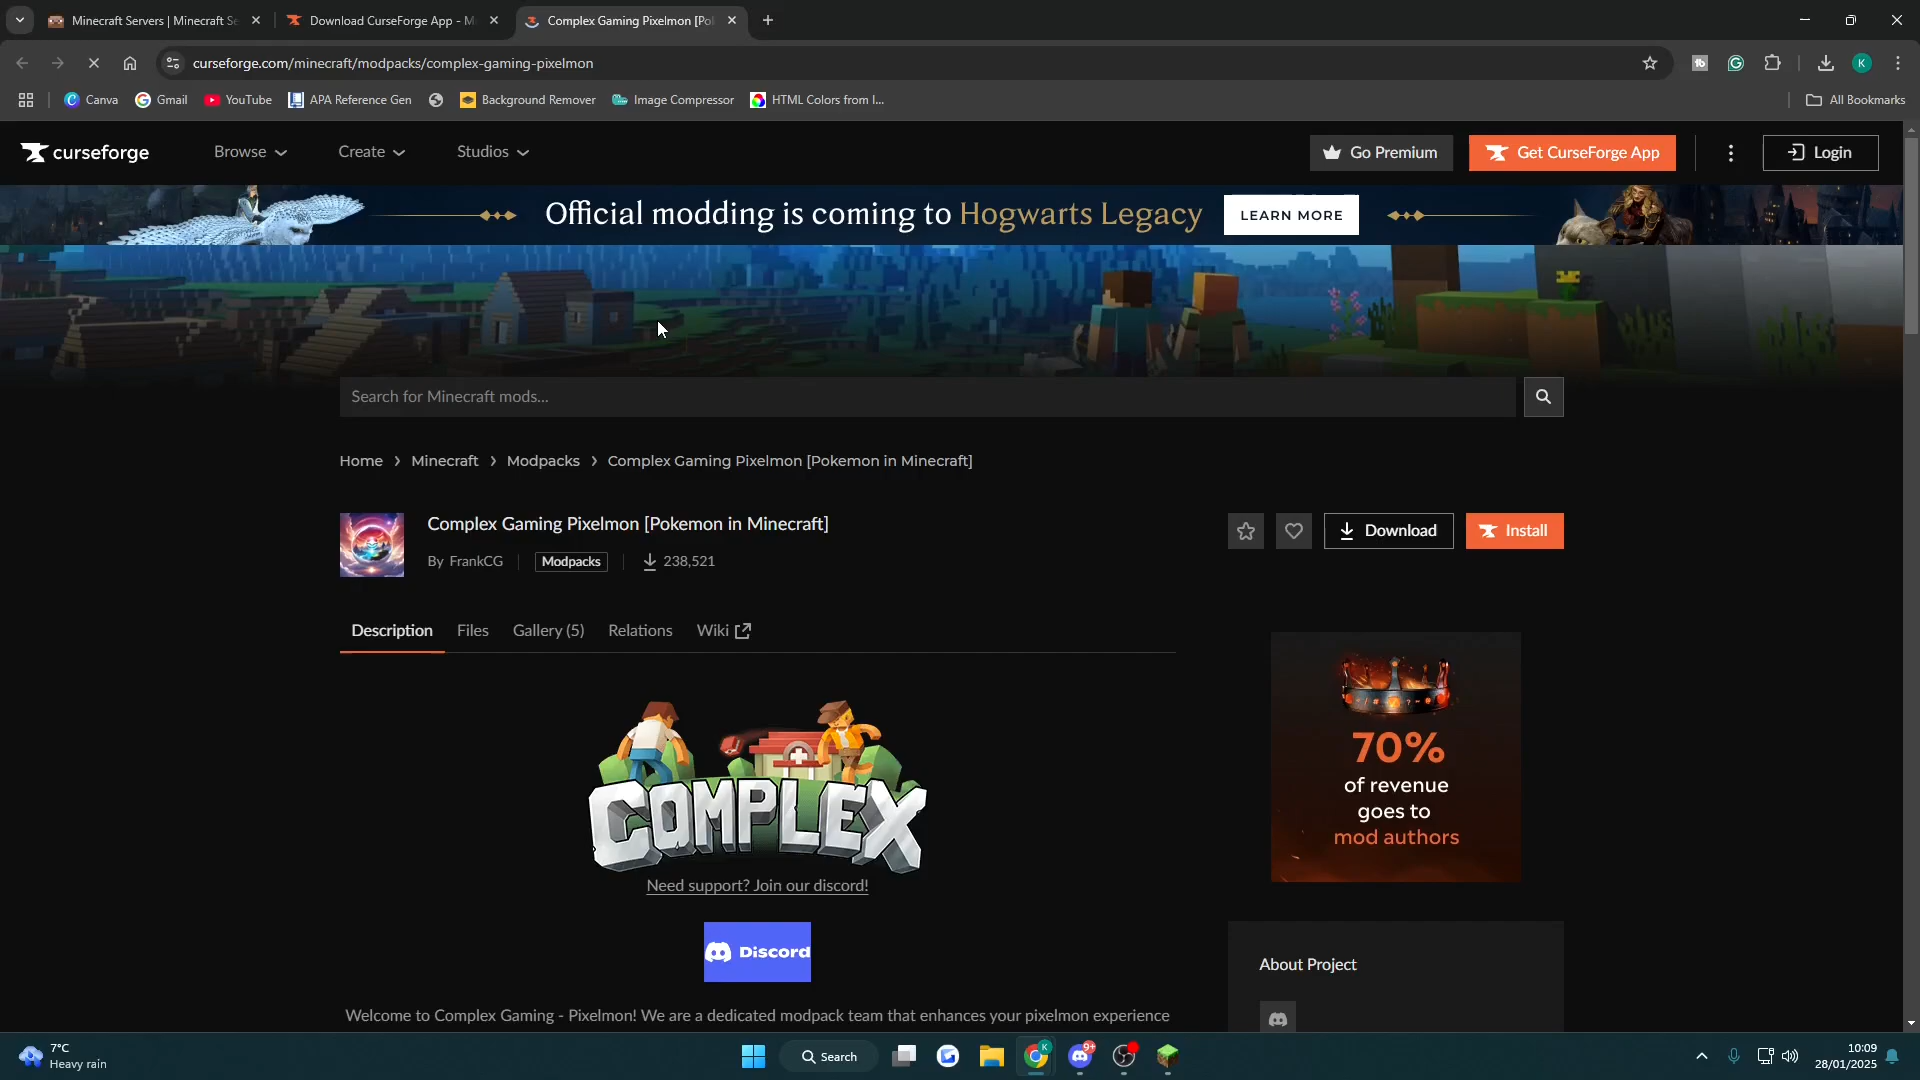 Minecraft Servers | Minecraft Se
Download CurseForge App - M
Complex Gaming Pixelmon [Po
curseforge.com/minecraft/modpacks/complex-gaming-pixelmon
K
Canva
Gmail
YouTube
APA Reference Gen
Background Remover
Image Compressor
HTML Colors from I...
All Bookmarks
curseforge
Browse
Create
Studios
Go Premium
Get CurseForge App
Login
Official modding is coming to Hogwarts Legacy
LEARN MORE
Search for Minecraft mods...
Home > Minecraft > Modpacks > Complex Gaming Pixelmon [Pokemon in Minecraft]
Complex Gaming Pixelmon [Pokemon in Minecraft]
By FrankCG
Modpacks
238,521
Download
Install
Description
Files
Gallery (5)
Relations
Wiki
COMPLEX
Need support? Join our discord!
Discord
70%
of revenue
goes to
mod authors
About Project
Welcome to Complex Gaming - Pixelmon! We are a dedicated modpack team that enhances your pixelmon experience
7°C
Heavy rain
Search
K
9+
10:09
28/01/2025